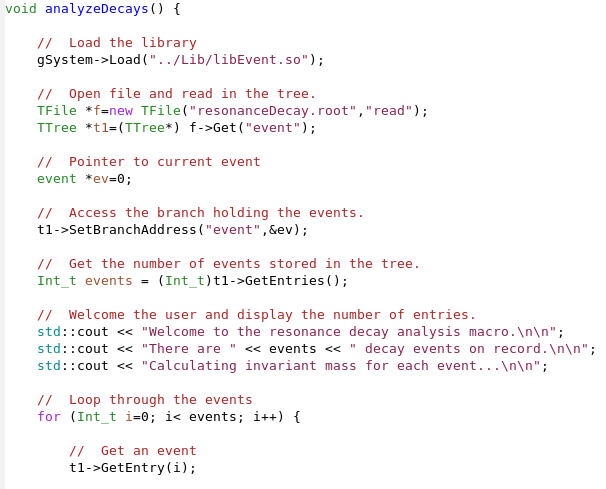 void analyzeDecays() {
//  Load the library
gSystem->Load("../Lib/libEvent.so");
//  Open file and read in the tree.
TFile *f=new TFile("resonanceDecay.root","read");
TTree *t1=(TTree*) f->Get("event");
//  Pointer to current event
event *ev=0;
//  Access the branch holding the events.
t1->SetBranchAddress("event",&ev);
//  Get the number of events stored in the tree.
Int_t events = (Int_t)t1->GetEntries();
//  Welcome the user and display the number of entries.
std::cout << "Welcome to the resonance decay analysis macro.\n\n";
std::cout << "There are " << events << " decay events on record.\n\n";
std::cout << "Calculating invariant mass for each event...\n\n";
//  Loop through the events
for (Int_t i=0; i< events; i++) {
//  Get an event
t1->GetEntry(i);